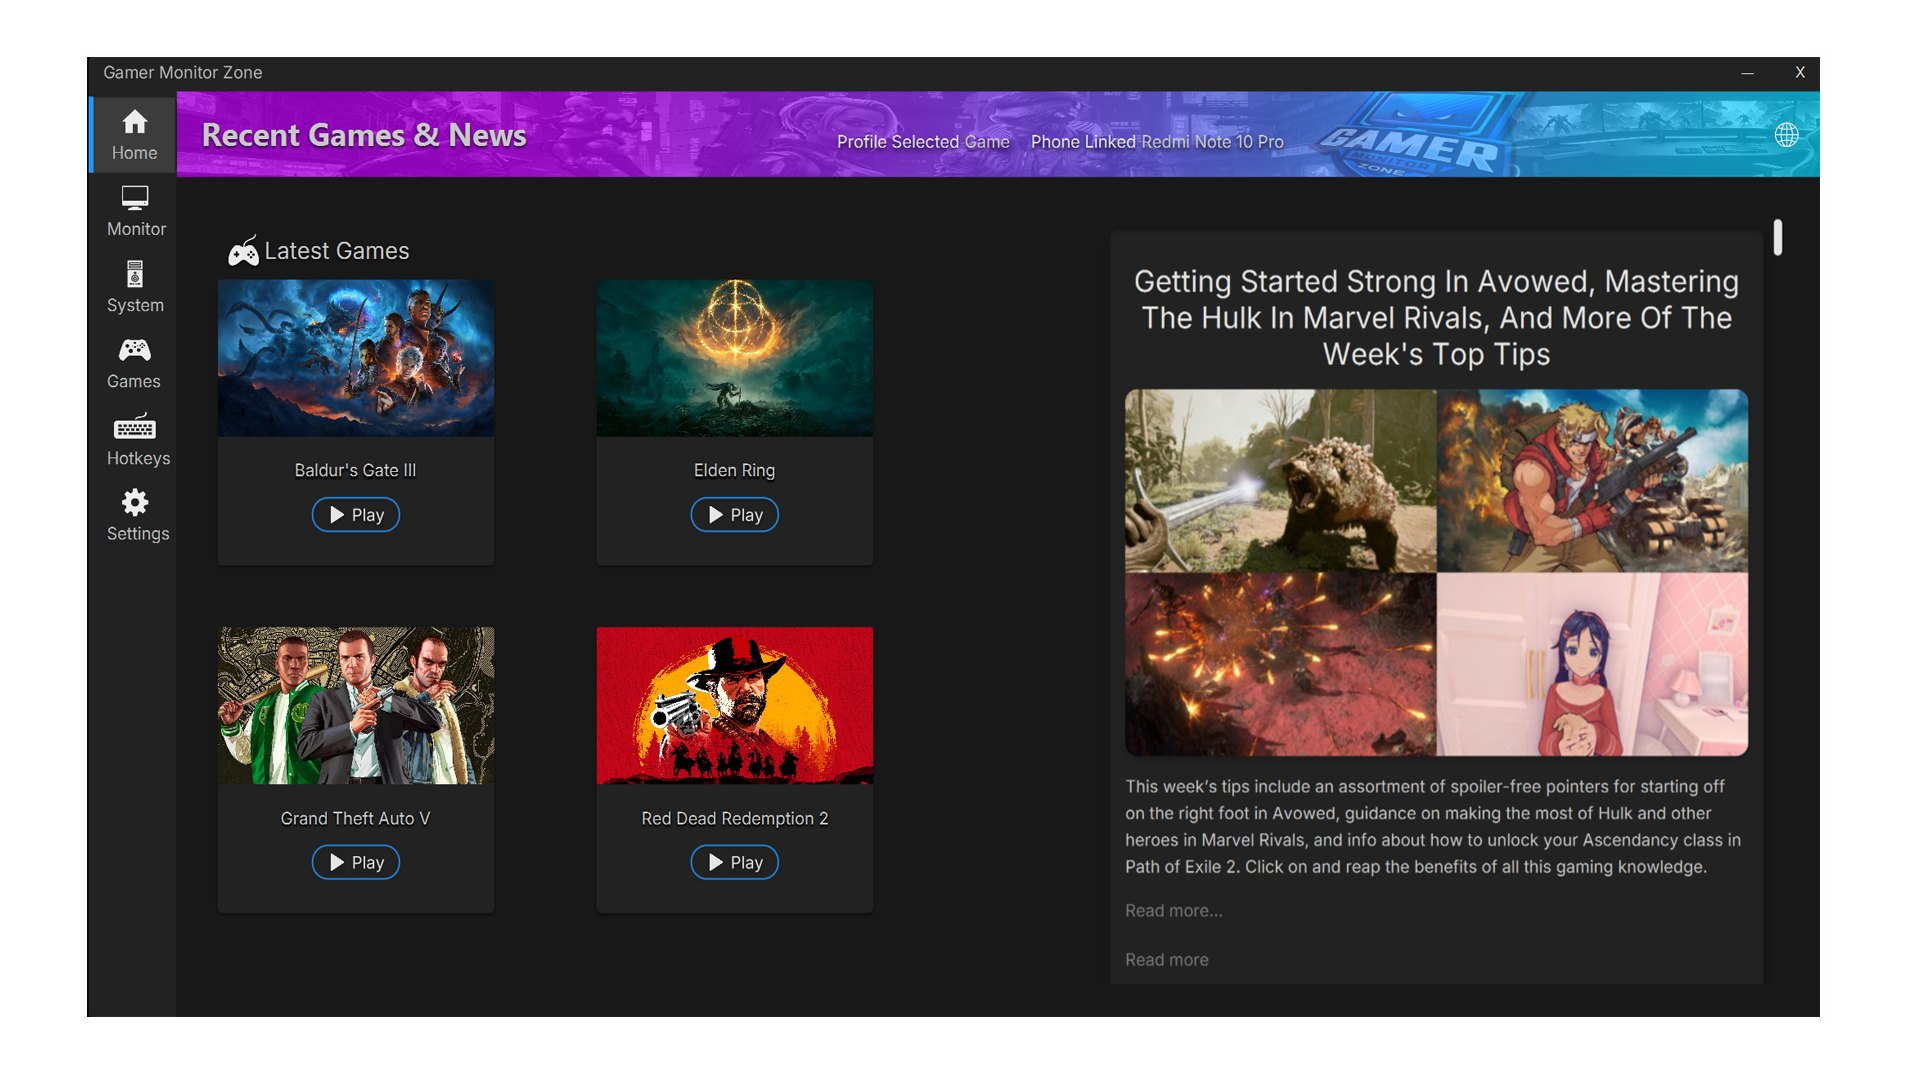 Gamer Monitor Zone
— X
Home
Monitor
System
Games
Hotkeys
Settings
Recent Games & News
Profile Selected Game
Phone Linked Redmi Note 10 Pro
GAMER
MONITOR
ZONE
Latest Games
Baldur's Gate III
Play
Elden Ring
Play
Grand Theft Auto V
Play
Red Dead Redemption 2
Play
Getting Started Strong In Avowed, Mastering
The Hulk In Marvel Rivals, And More Of The
Week's Top Tips
This week’s tips include an assortment of spoiler-free pointers for starting off
on the right foot in Avowed, guidance on making the most of Hulk and other
heroes in Marvel Rivals, and info about how to unlock your Ascendancy class in
Path of Exile 2. Click on and reap the benefits of all this gaming knowledge.
Read more...
Read more